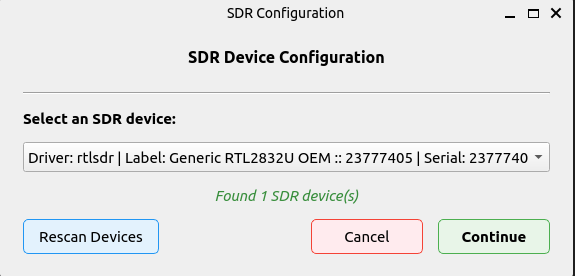 SDR Configuration
SDR Device Configuration
Select an SDR device:
Driver: rtlsdr | Label: Generic RTL2832U OEM :: 23777405 | Serial: 2377740
Found 1 SDR device(s)
Rescan Devices Cancel Continue